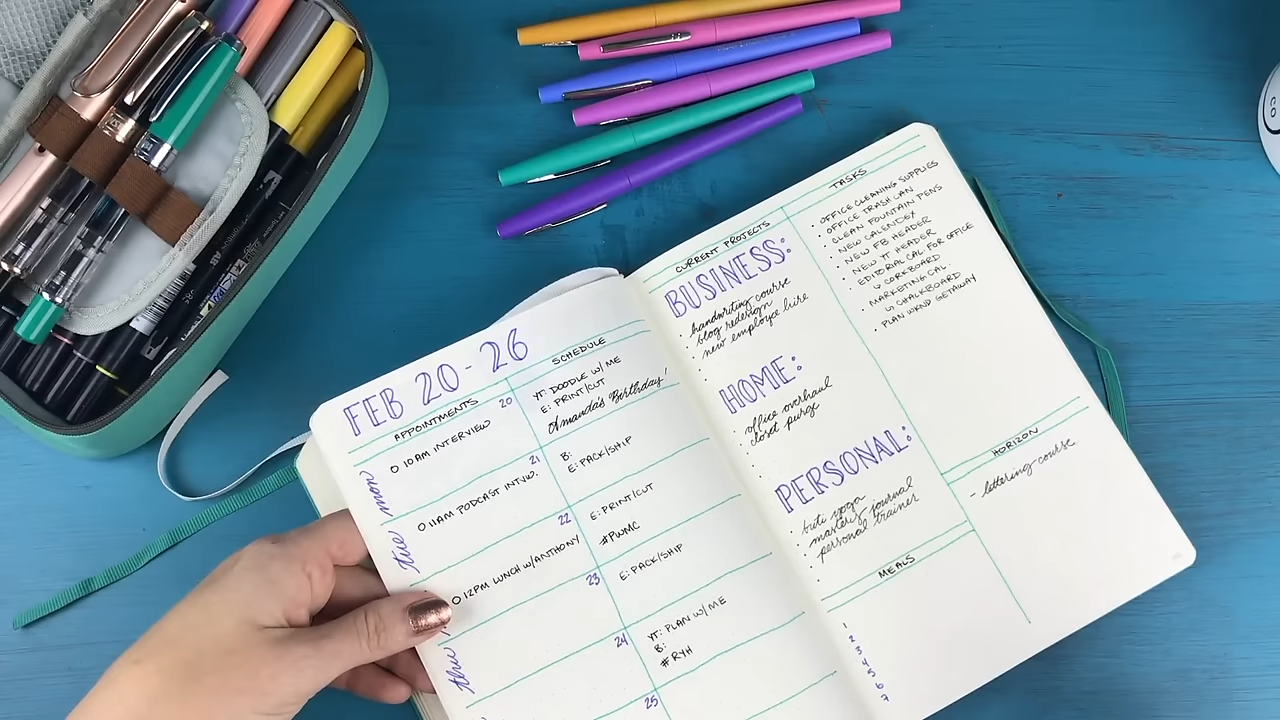 FEB 20-26
APPOINTMENTS
SCHEDULE
mon
20
O 10AM INTERVIEW
YT: DOODLE W/ ME
E: PRINT/CUT
Amanda's Birthday!
tue
21
O 11AM PODCAST INTVW.
B:
E: PACK/SHIP
22
O 12PM LUNCH W/ANTHONY
E: PRINT/CUT
#PWMC
thu
23
E: PACK/SHIP
24
YT: PLAN W/ ME
B:
#RYH
25
CURRENT PROJECTS
BUSINESS:
· handwriting course
· blog redesign
· new employee hire
HOME:
· office overhaul
· closet purge
PERSONAL:
· buti yoga
· mastery journal
· personal trainer
MEALS
1
2
3
4
5
6
7
TASKS
· OFFICE CLEANING SUPPLIES
· OFFICE TRASH CAN
· CLEAN FOUNTAIN PENS
· NEW CALENDEX
· NEW FB HEADER
· NEW YT HEADER
· EDITORIAL CAL FOR OFFICE
↳ CORKBOARD
· MARKETING CAL
↳ CHALKBOARD
· PLAN WKND GETAWAY
HORIZON
- lettering course
CO